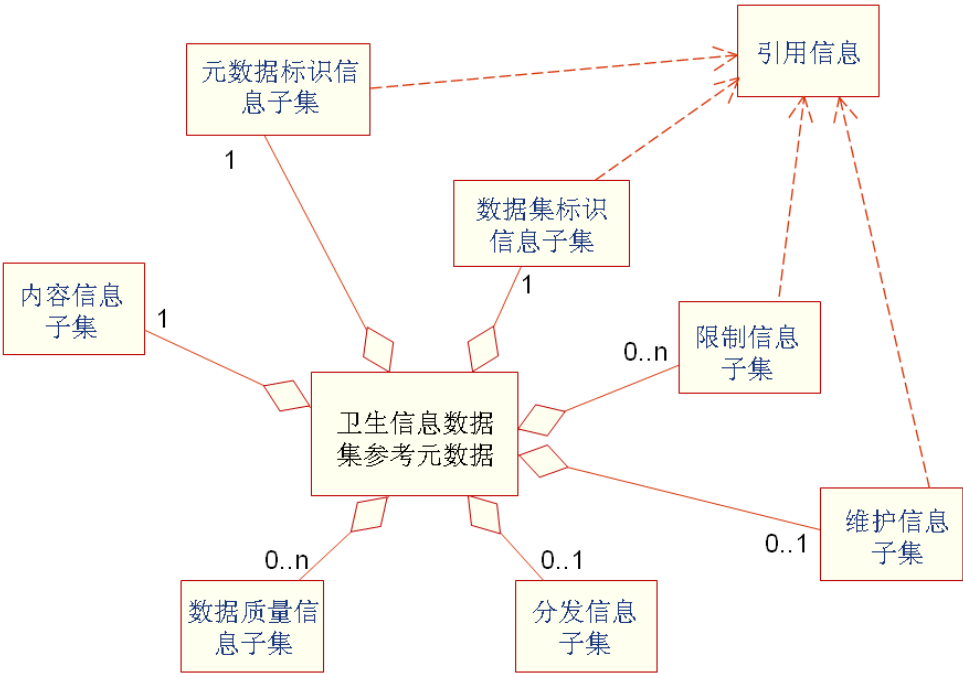 引用信息
元数据标识信
息子集
1
数据集标识
信息子集
1
内容信息
子集
1
限制信息
子集
0..n
卫生信息数据
集参考元数据
维护信息
子集
0..1
0..n
数据质量信
息子集
0..1
分发信息
子集